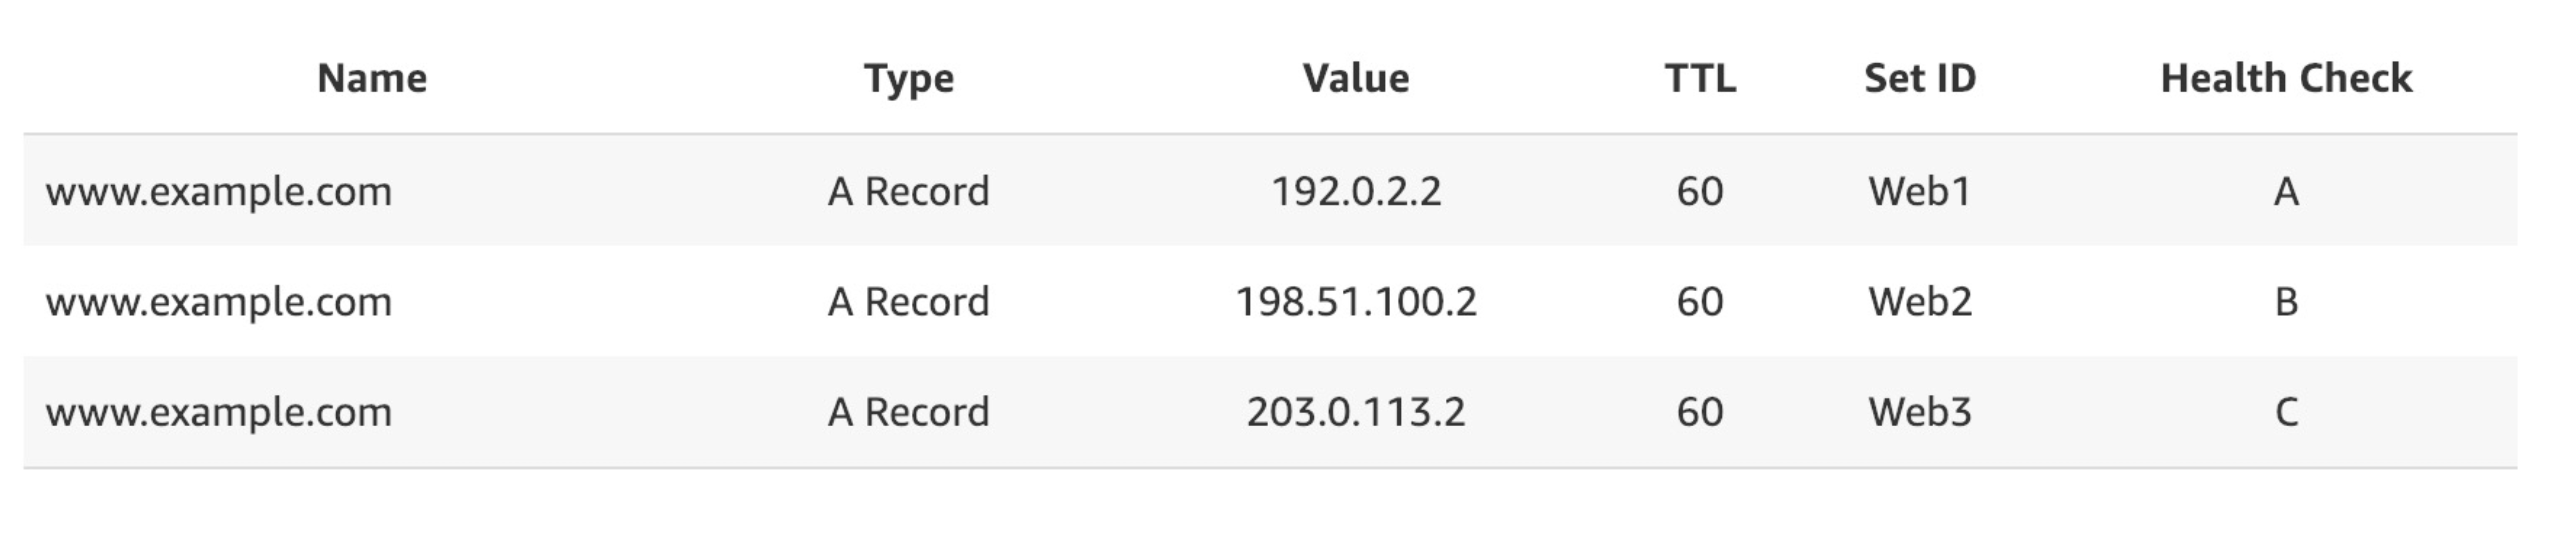 Name Type Value TTL Set ID Health Check
www.example.com A Record 192.0.2.2 60 Web1 A
www.example.com A Record 198.51.100.2 60 Web2 B
www.example.com A Record 203.0.113.2 60 Web3 C